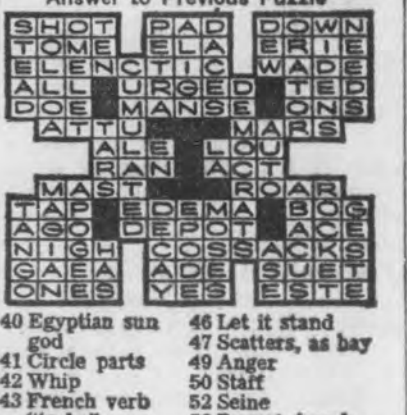 Answer to Previous Puzzle
SHOT PAD DOWN
TOME ELA ERIE
ELENCTIC WADE
ALL URGED TED
DOE MANSE ONS
ATTU MARS
ALE LOU
RAN ACT
MAST ROAR
TAP EDEMA BOG
AGO DEPOT ACE
NIGH COSSACKS
GAEA ADE SUET
ONES YES ESTE
40 Egyptian sun
god
41 Circle parts
42 Whip
43 French verb
46 Let it stand
47 Scatters, as hay
49 Anger
50 Staff
52 Seine